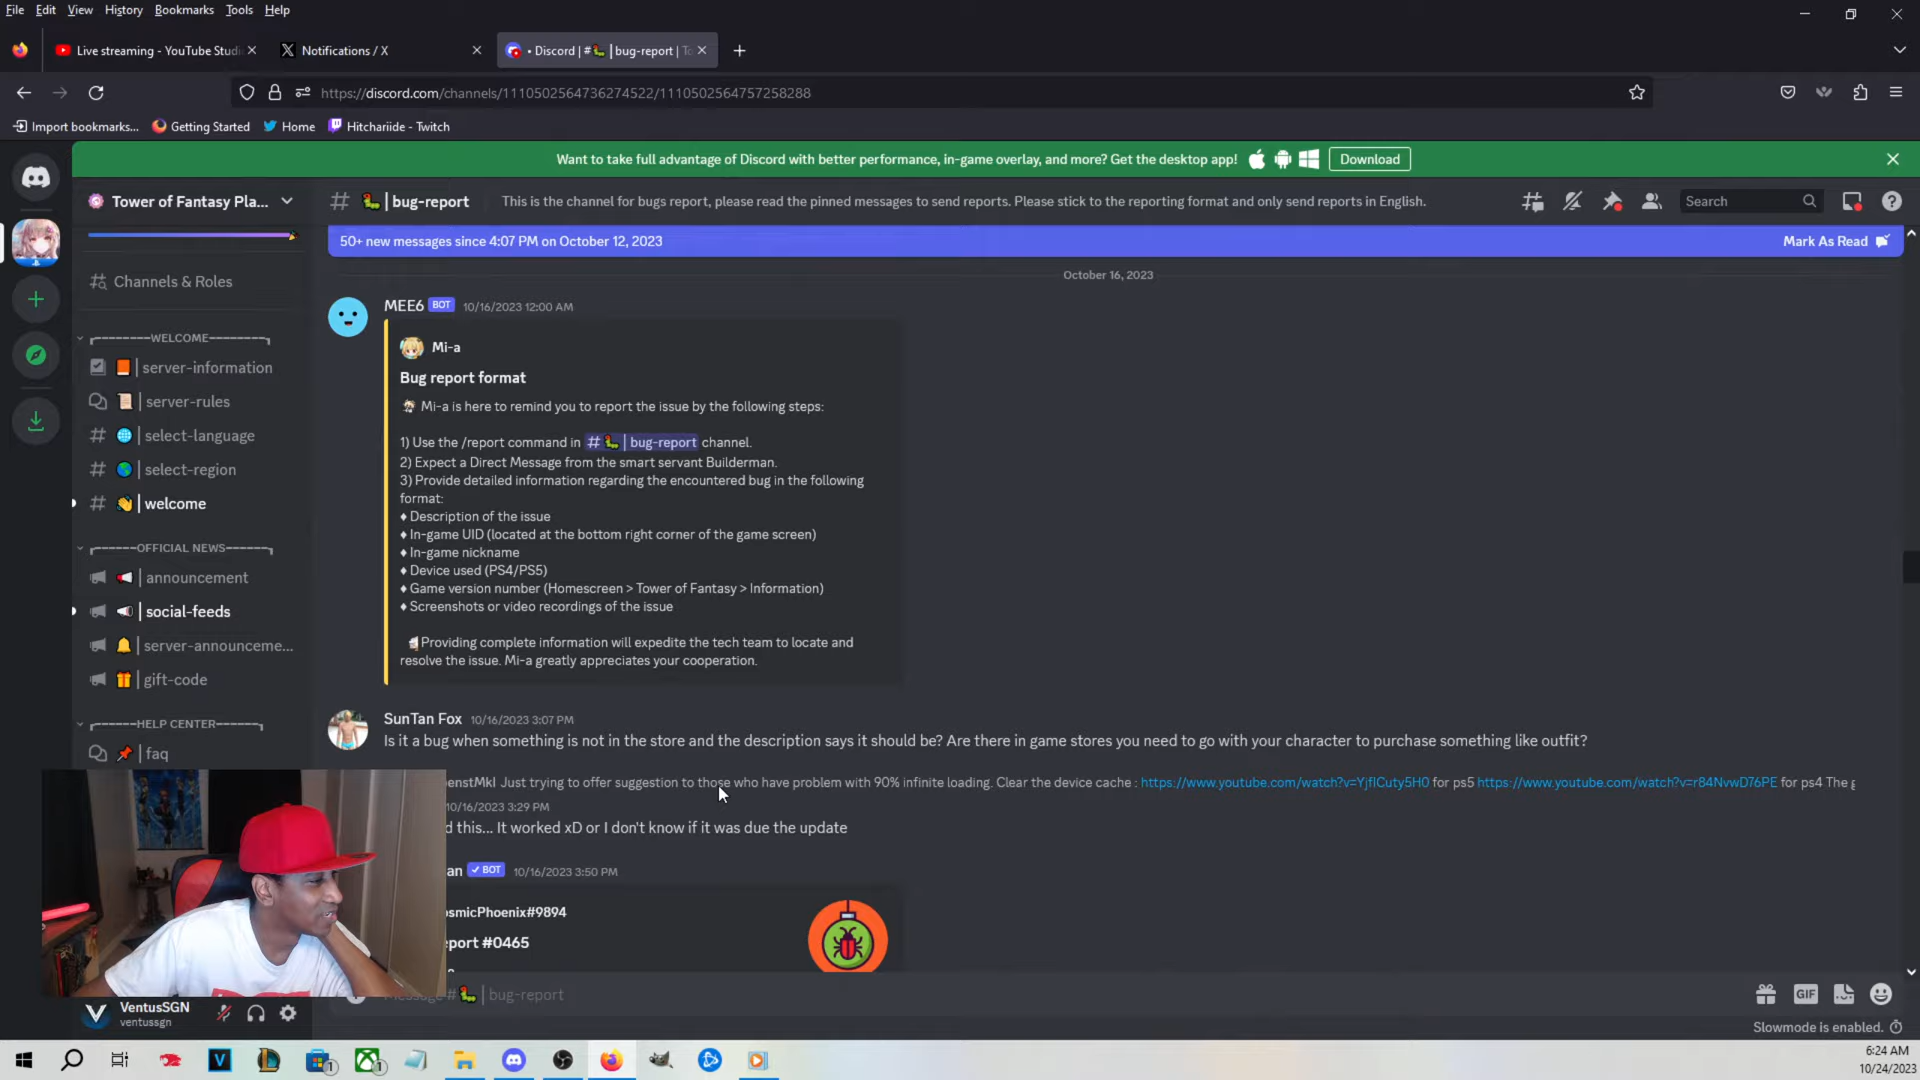 File Edit View History Bookmarks Tools Help
Live streaming - YouTube Studi
Notifications / X
• Discord | # | bug-report | To
https://discord.com/channels/1110502564736274522/1110502564757258288
Import bookmarks...
Getting Started
Home
Hitchariide - Twitch
Want to take full advantage of Discord with better performance, in-game overlay, and more? Get the desktop app!
Download
Tower of Fantasy Pla...
# | bug-report
This is the channel for bugs report, please read the pinned messages to send reports. Please stick to the reporting format and only send reports in English.
Search
50+ new messages since 4:07 PM on October 12, 2023
Mark As Read
Channels & Roles
WELCOME
server-information
server-rules
select-language
select-region
welcome
OFFICIAL NEWS
announcement
social-feeds
server-announceme...
gift-code
HELP CENTER
faq
October 16, 2023
MEE6 BOT 10/16/2023 12:00 AM
Mi-a
Bug report format
Mi-a is here to remind you to report the issue by the following steps:
1) Use the /report command in # | bug-report channel.
2) Expect a Direct Message from the smart servant Builderman.
3) Provide detailed information regarding the encountered bug in the following
format:
♦ Description of the issue
♦ In-game UID (located at the bottom right corner of the game screen)
♦ In-game nickname
♦ Device used (PS4/PS5)
♦ Game version number (Homescreen > Tower of Fantasy > Information)
♦ Screenshots or video recordings of the issue
Providing complete information will expedite the tech team to locate and
resolve the issue. Mi-a greatly appreciates your cooperation.
SunTan Fox 10/16/2023 3:07 PM
Is it a bug when something is not in the store and the description says it should be? Are there in game stores you need to go with your character to purchase something like outfit?
enstMkI Just trying to offer suggestion to those who have problem with 90% infinite loading. Clear the device cache : https://www.youtube.com/watch?v=YjflCuty5H0 for ps5 https://www.youtube.com/watch?v=r84NvwD76PE for ps4 The g
10/16/2023 3:29 PM
d this... It worked xD or I don't know if it was due the update
an BOT 10/16/2023 3:50 PM
osmicPhoenix#9894
eport #0465
| bug-report
GIF
Slowmode is enabled.
VentusSGN
ventussgn
6:24 AM
10/24/2023